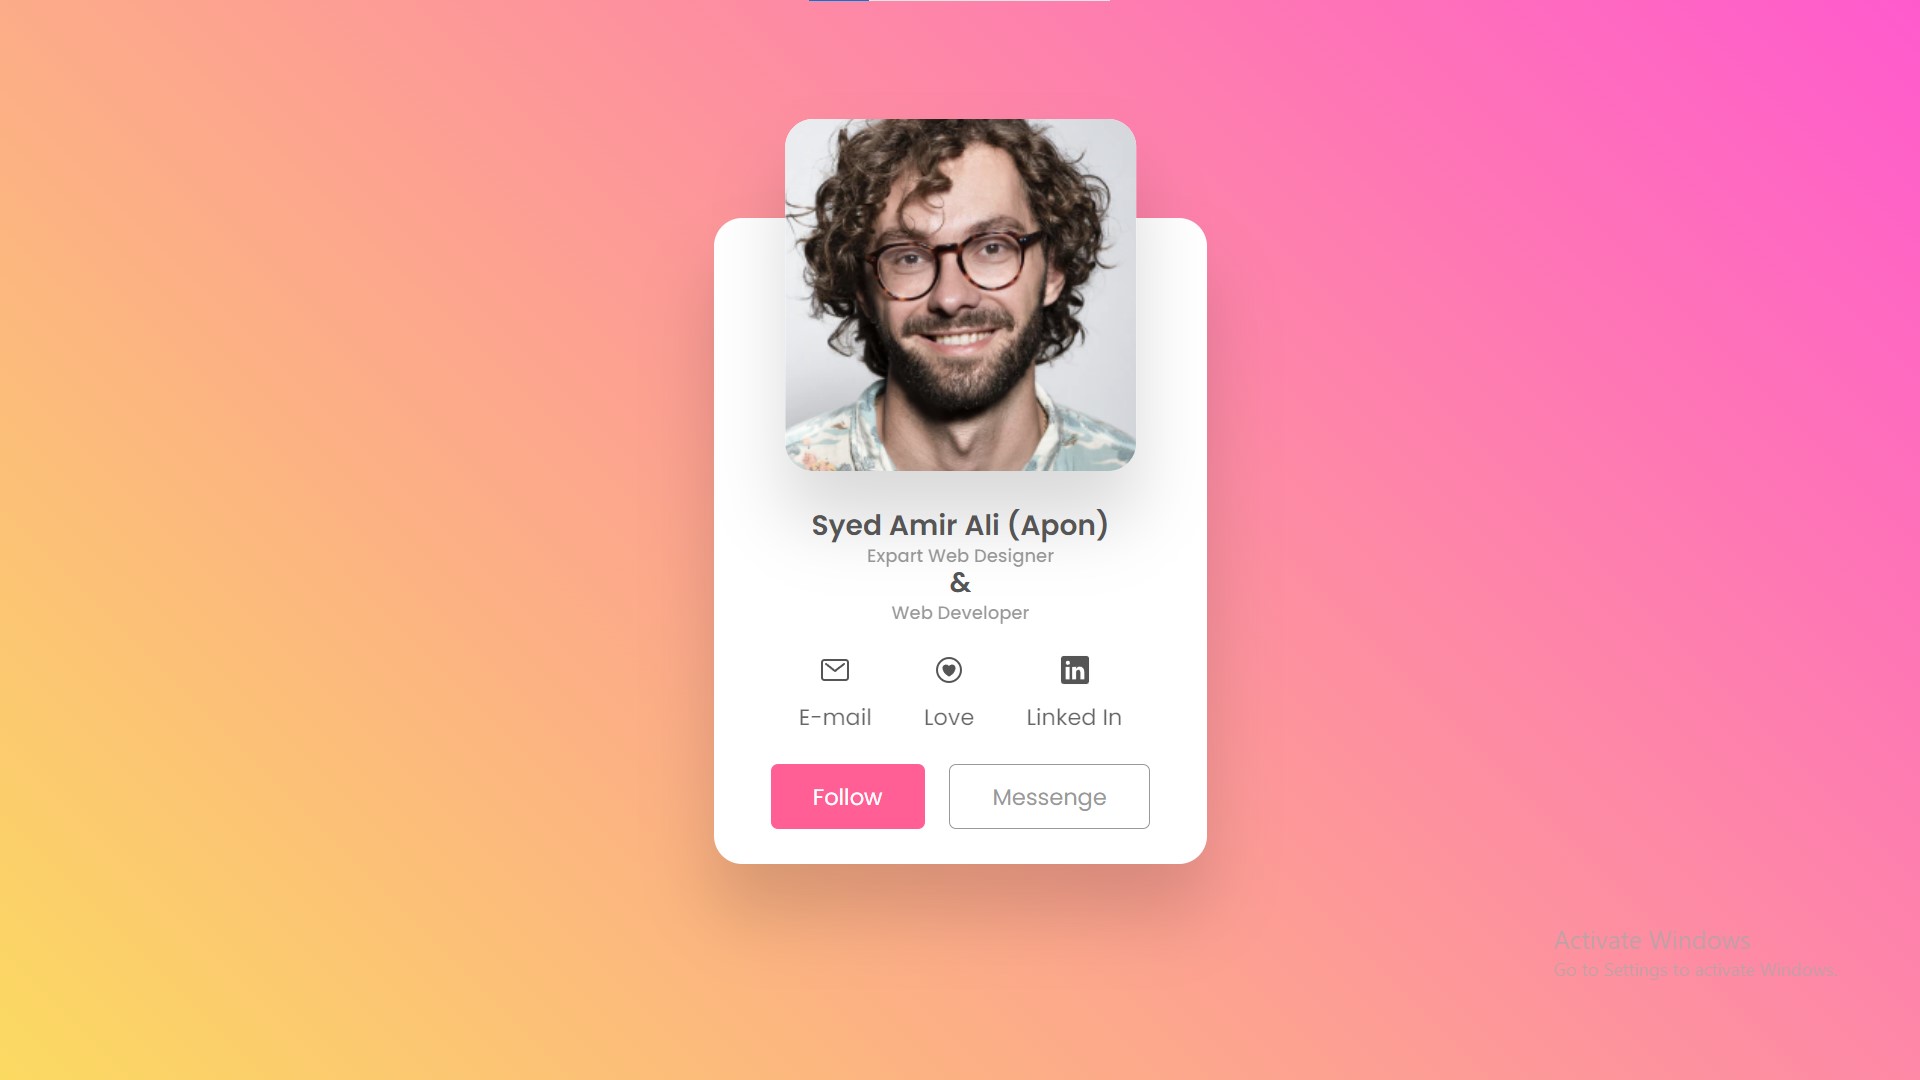 Syed Amir Ali (Apon)
Expart Web Designer
&
Web Developer
in
E-mail
Love
Linked In
Follow
Messenge
Activate Windows
Go to Settings to activate Windows.